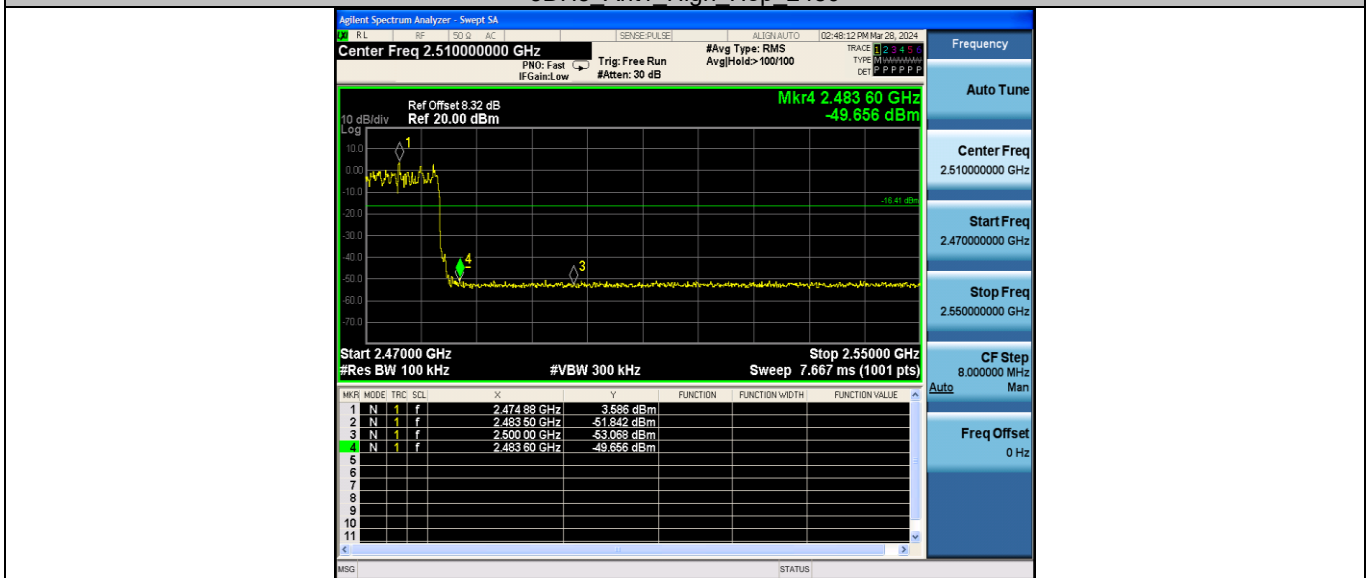 Agilent Spectrum Analyzer - Swept SA
RL RF 50 Ω AC SENSE:PULSE ALIGN AUTO 02:48:12 PM Mar 28, 2024
Center Freq 2.510000000 GHz #Avg Type: RMS TRACE 1 2 3 4 5 6
PNO: Fast Trig: Free Run Avg|Hold:>100/100 TYPE M W W W W W
IFGain:Low #Atten: 30 dB DET P P P P P P
Mkr4 2.483 60 GHz
-49.656 dBm
Ref Offset 8.32 dB
10 dB/div Ref 20.00 dBm
Log
10.0
0.00
-10.0
-20.0
-30.0
-40.0
-50.0
-60.0
-70.0
1
4
3
-16.41 dBm
Start 2.47000 GHz Stop 2.55000 GHz
#Res BW 100 kHz #VBW 300 kHz Sweep 7.667 ms (1001 pts)
MKR MODE TRC SCL X Y FUNCTION FUNCTION WIDTH FUNCTION VALUE
1 N 1 f 2.474 88 GHz 3.586 dBm
2 N 1 f 2.483 50 GHz -51.842 dBm
3 N 1 f 2.500 00 GHz -53.068 dBm
4 N 1 f 2.483 60 GHz -49.656 dBm
5
6
7
8
9
10
11
MSG STATUS
Frequency
Auto Tune
Center Freq
2.510000000 GHz
Start Freq
2.470000000 GHz
Stop Freq
2.550000000 GHz
CF Step
8.000000 MHz
Auto Man
Freq Offset
0 Hz